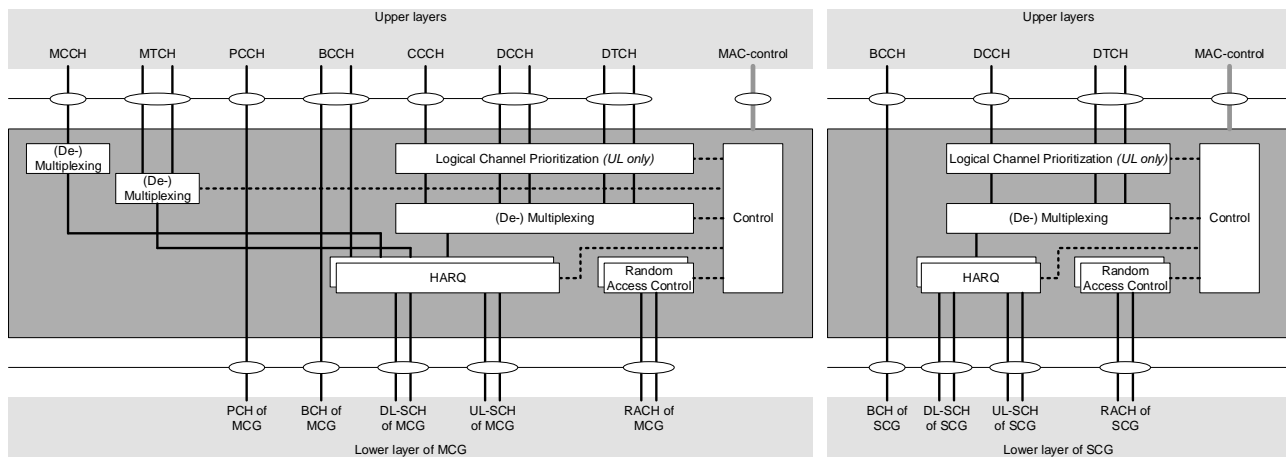 Upper layers
MCCH MTCH PCCH BCCH CCCH DCCH DTCH MAC-control
(De-)
Multiplexing
(De-)
Multiplexing
Logical Channel Prioritization (UL only)
(De-) Multiplexing
Control
HARQ
Random
Access Control
PCH of
MCG
BCH of
MCG
DL-SCH
of MCG
UL-SCH
of MCG
RACH of
MCG
Lower layer of MCG
Upper layers
BCCH DCCH DTCH MAC-control
Logical Channel Prioritization (UL only)
(De-) Multiplexing
Control
HARQ
Random
Access Control
BCH of
SCG
DL-SCH
of SCG
UL-SCH
of SCG
RACH of
SCG
Lower layer of SCG